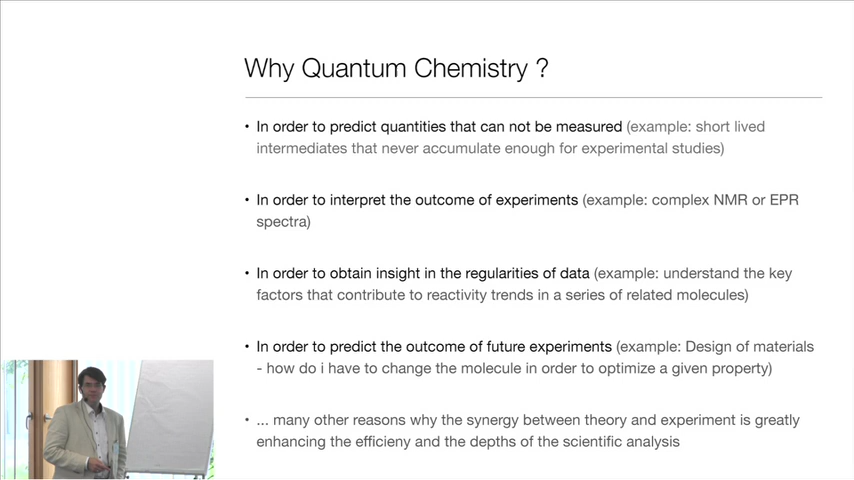 Why Quantum Chemistry ?
• In order to predict quantities that can not be measured (example: short lived
intermediates that never accumulate enough for experimental studies)
• In order to interpret the outcome of experiments (example: complex NMR or EPR
spectra)
• In order to obtain insight in the regularities of data (example: understand the key
factors that contribute to reactivity trends in a series of related molecules)
• In order to predict the outcome of future experiments (example: Design of materials
- how do i have to change the molecule in order to optimize a given property)
• ... many other reasons why the synergy between theory and experiment is greatly
enhancing the efficieny and the depths of the scientific analysis